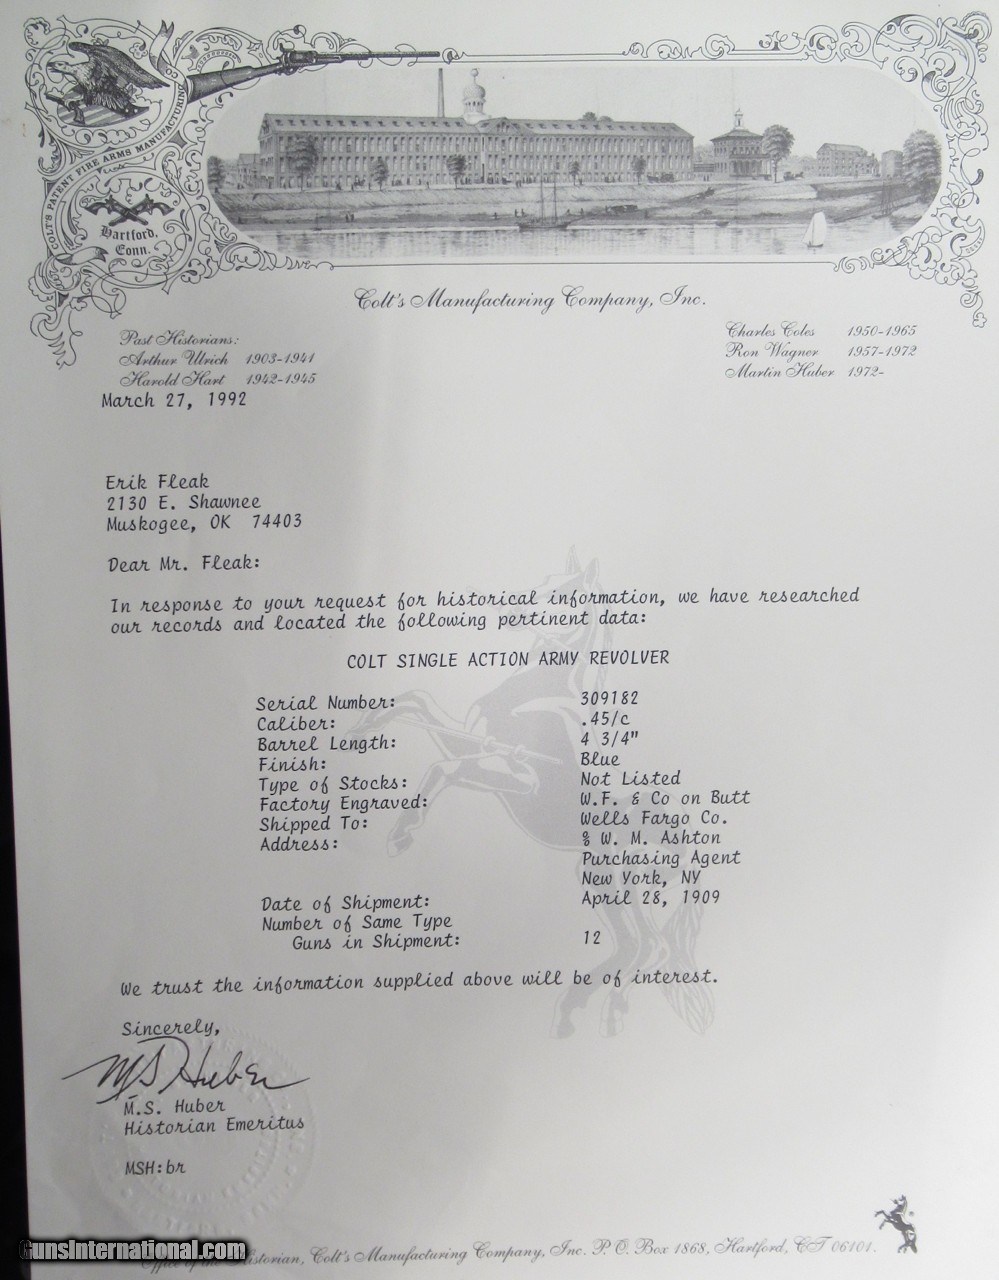 COLT'S PATENT FIRE ARMS MANUFACTURING CO
Hartford,
Conn.
Colt's Manufacturing Company, Inc.
Past Historians:
Arthur Ulrich 1903-1941
Harold Hart 1942-1945
Charles Coles 1950-1965
Ron Wagner 1957-1972
Martin Huber 1972-
March 27, 1992
Erik Fleak
2130 E. Shawnee
Muskogee, OK 74403
Dear Mr. Fleak:
In response to your request for historical information, we have researched
our records and located the following pertinent data:
COLT SINGLE ACTION ARMY REVOLVER
Serial Number: 309182
Caliber: .45/c
Barrel Length: 4 3/4"
Finish: Blue
Type of Stocks: Not Listed
Factory Engraved: W.F. & Co on Butt
Shipped To: Wells Fargo Co.
Address: % W. M. Ashton
Purchasing Agent
New York, NY
Date of Shipment: April 28, 1909
Number of Same Type
Guns in Shipment: 12
We trust the information supplied above will be of interest.
Sincerely,
MS Huber
M.S. Huber
Historian Emeritus
MSH:br
GunsInternational.com
Office of the Historian, Colt's Manufacturing Company, Inc. P.O. Box 1868, Hartford, CT 06101.